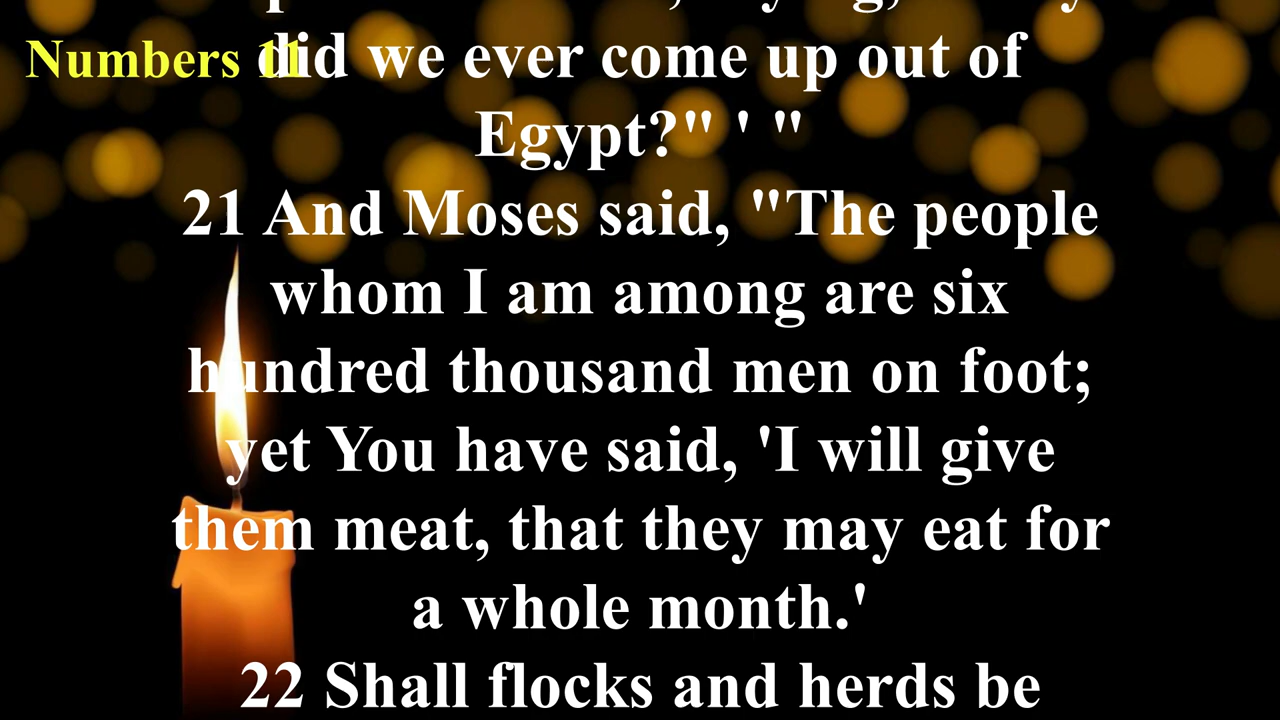 Numbers 11
did we ever come up out of
Egypt?" ' "
21 And Moses said, "The people
whom I am among are six
hundred thousand men on foot;
yet You have said, 'I will give
them meat, that they may eat for
a whole month.'
22 Shall flocks and herds be